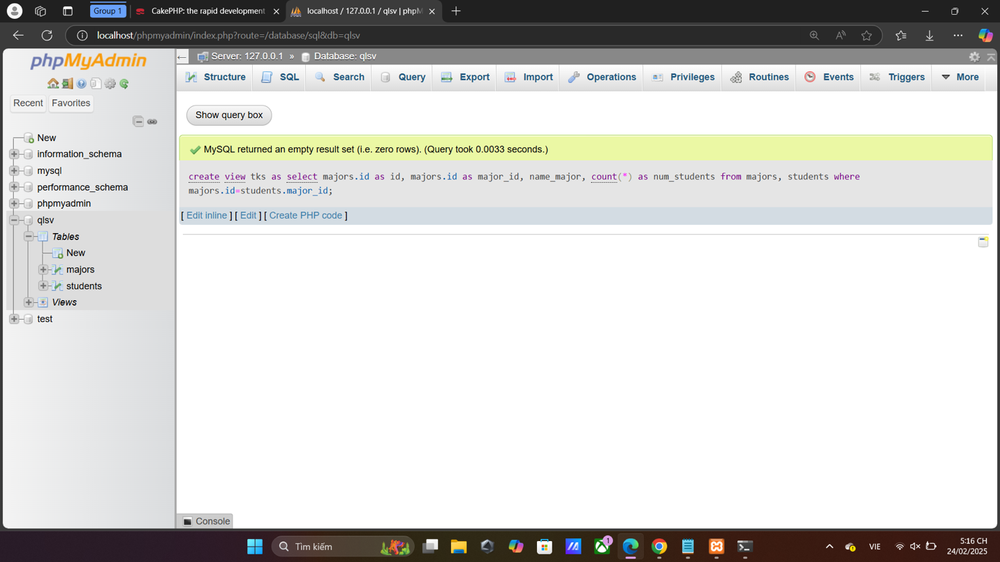 Group 1
CakePHP: the rapid development
localhost / 127.0.0.1 / qlsv | phpM
localhost/phpmyadmin/index.php?route=/database/sql&db=qlsv
phpMyAdmin
Recent Favorites
New
information_schema
mysql
performance_schema
phpmyadmin
qlsv
Tables
New
majors
students
Views
test
Server: 127.0.0.1 » Database: qlsv
Structure SQL Search Query Export Import Operations Privileges Routines Events Triggers More
Show query box
MySQL returned an empty result set (i.e. zero rows). (Query took 0.0033 seconds.)
create view tks as select majors.id as id, majors.id as major_id, name_major, count(*) as num_students from majors, students where
majors.id=students.major_id;
[ Edit inline ] [ Edit ] [ Create PHP code ]
Console
Tìm kiếm
1
VIE
5:16 CH
24/02/2025